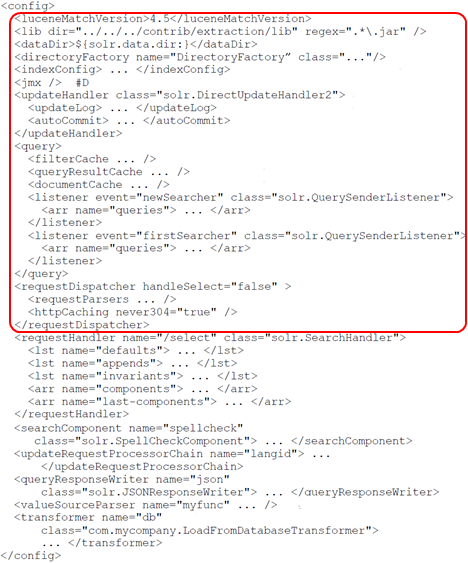 <config>
<luceneMatchVersion>4.5</luceneMatchVersion>
<lib dir="../../../contrib/extraction/lib" regex=".*\.jar" />
<dataDir>${solr.data.dir:}</dataDir>
<directoryFactory name="DirectoryFactory” class="..."/>
<indexConfig> ... </indexConfig>
<jmx />  #D
<updateHandler class="solr.DirectUpdateHandler2">
<updateLog> ... </updateLog>
<autoCommit> ... </autoCommit>
</updateHandler>
<query>
<filterCache ... />
<queryResultCache ... />
<documentCache ... />
<listener event="newSearcher" class="solr.QuerySenderListener">
<arr name="queries"> ... </arr>
</listener>
<listener event="firstSearcher" class="solr.QuerySenderListener">
<arr name="queries"> ... </arr>
</listener>
</query>
<requestDispatcher handleSelect="false" >
<requestParsers ... />
<httpCaching never304="true" />
</requestDispatcher>
<requestHandler name="/select" class="solr.SearchHandler">
<lst name="defaults"> ... </lst>
<lst name="appends"> ... </lst>
<lst name="invariants"> ... </lst>
<arr name="components"> ... </arr>
<arr name="last-components"> ... </arr>
</requestHandler>
<searchComponent name="spellcheck"
class="solr.SpellCheckComponent"> ... </searchComponent>
<updateRequestProcessorChain name="langid"> ...
</updateRequestProcessorChain>
<queryResponseWriter name="json"
class="solr.JSONResponseWriter"> ... </queryResponseWriter>
<valueSourceParser name="myfunc" ... />
<transformer name="db"
class="com.mycompany.LoadFromDatabaseTransformer">
... </transformer>
</config>